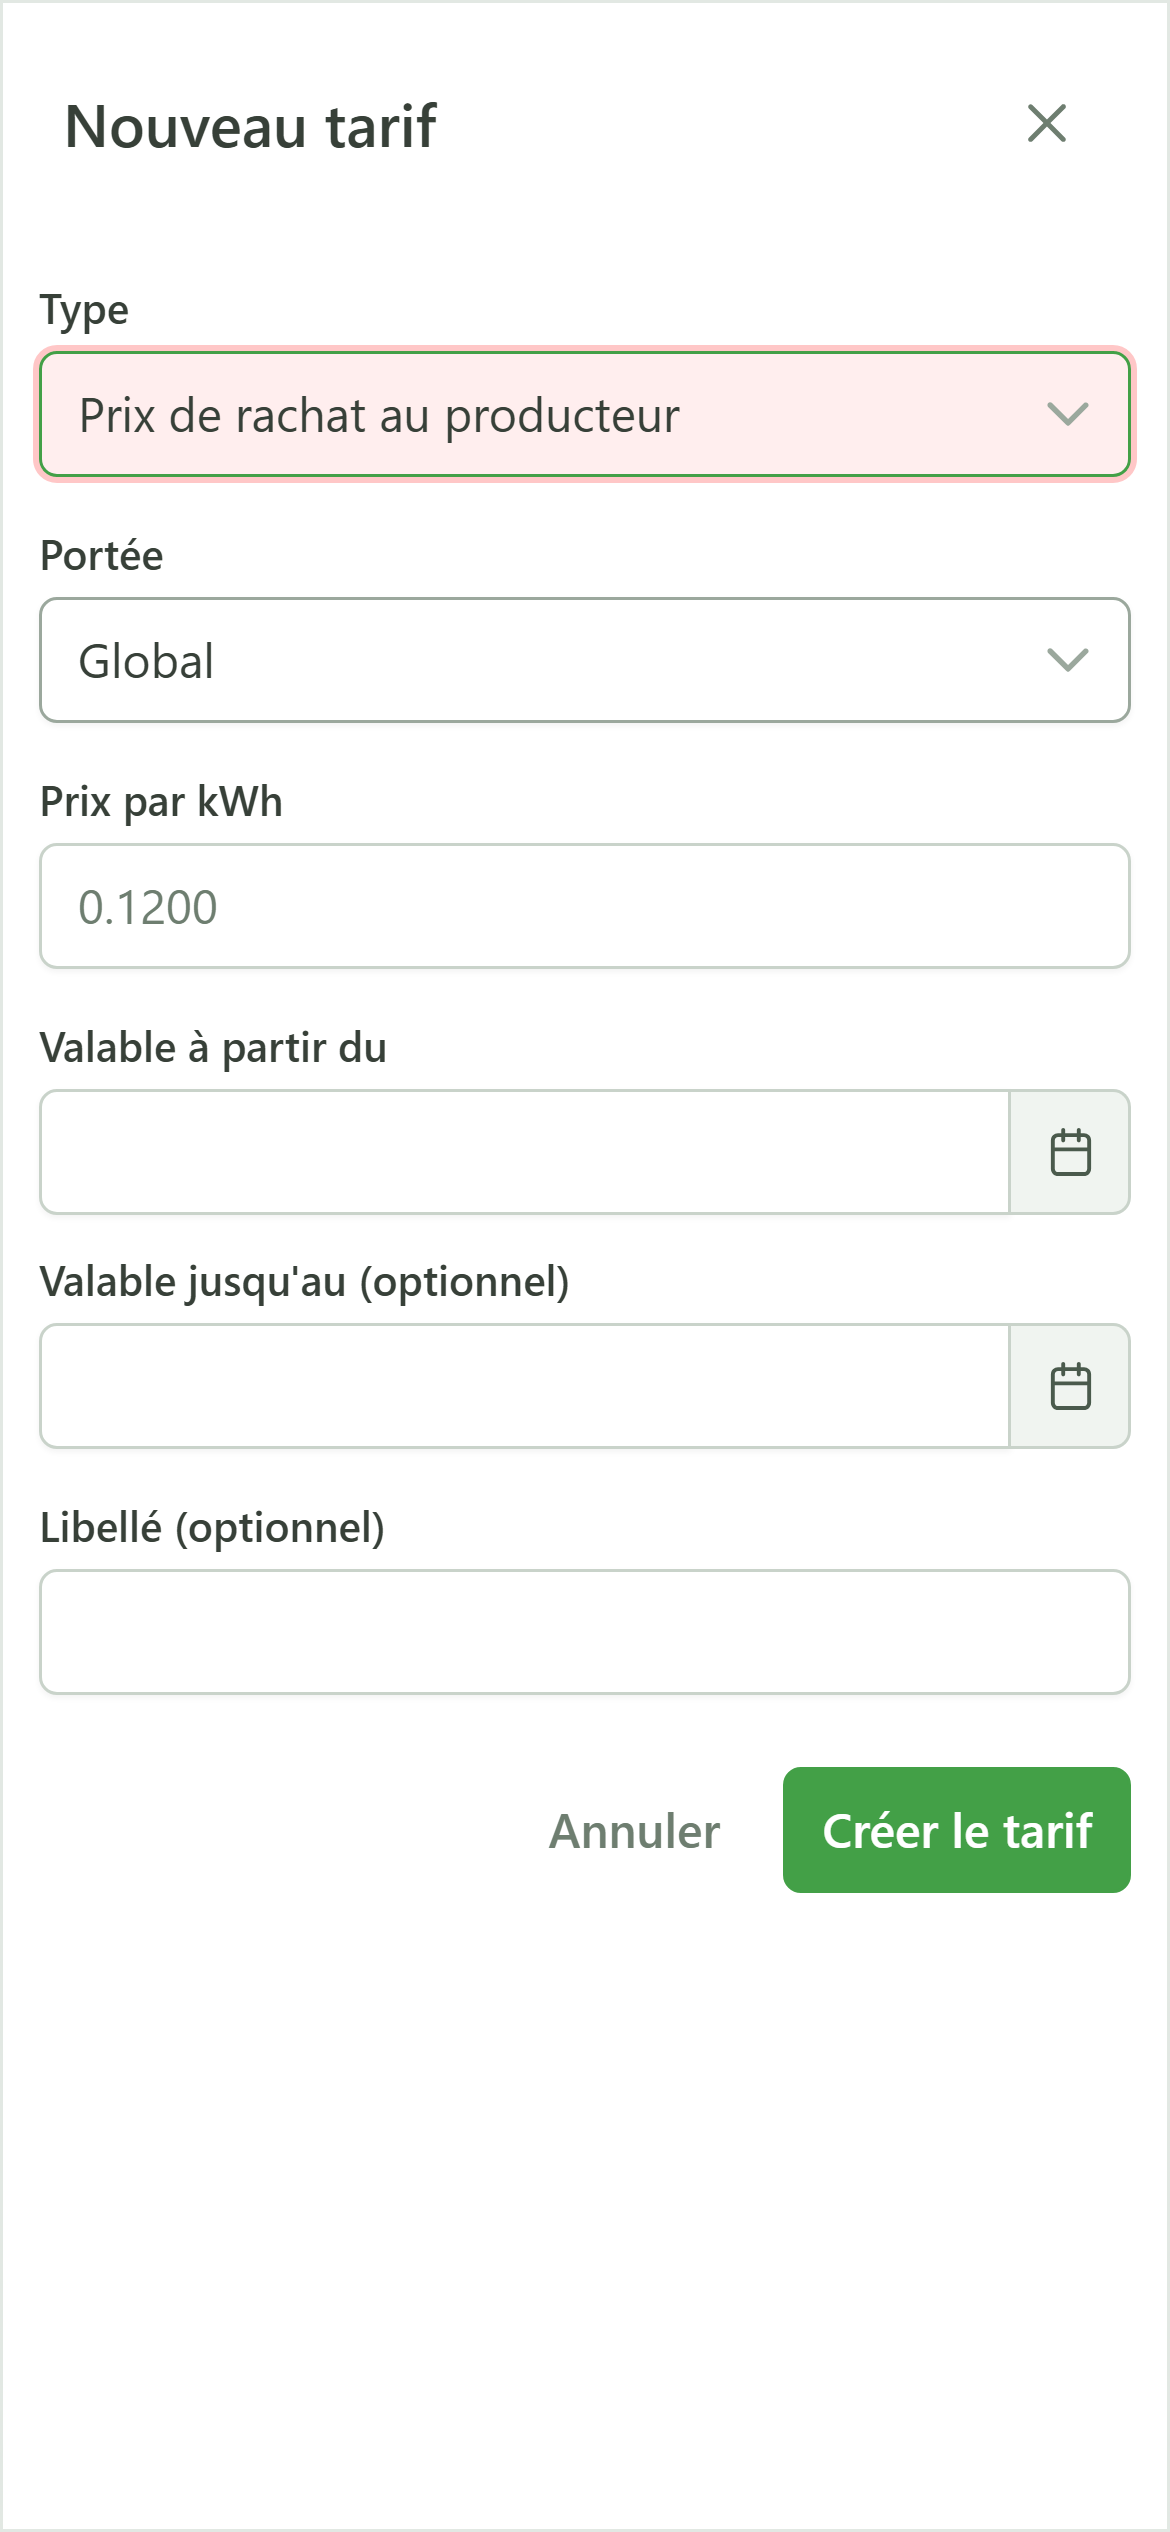 Nouveau tarif
Type
Prix de rachat au producteur
Portée
Global
Prix par kWh
0.1200
Valable à partir du
Valable jusqu'au (optionnel)
Libellé (optionnel)
Annuler
Créer le tarif